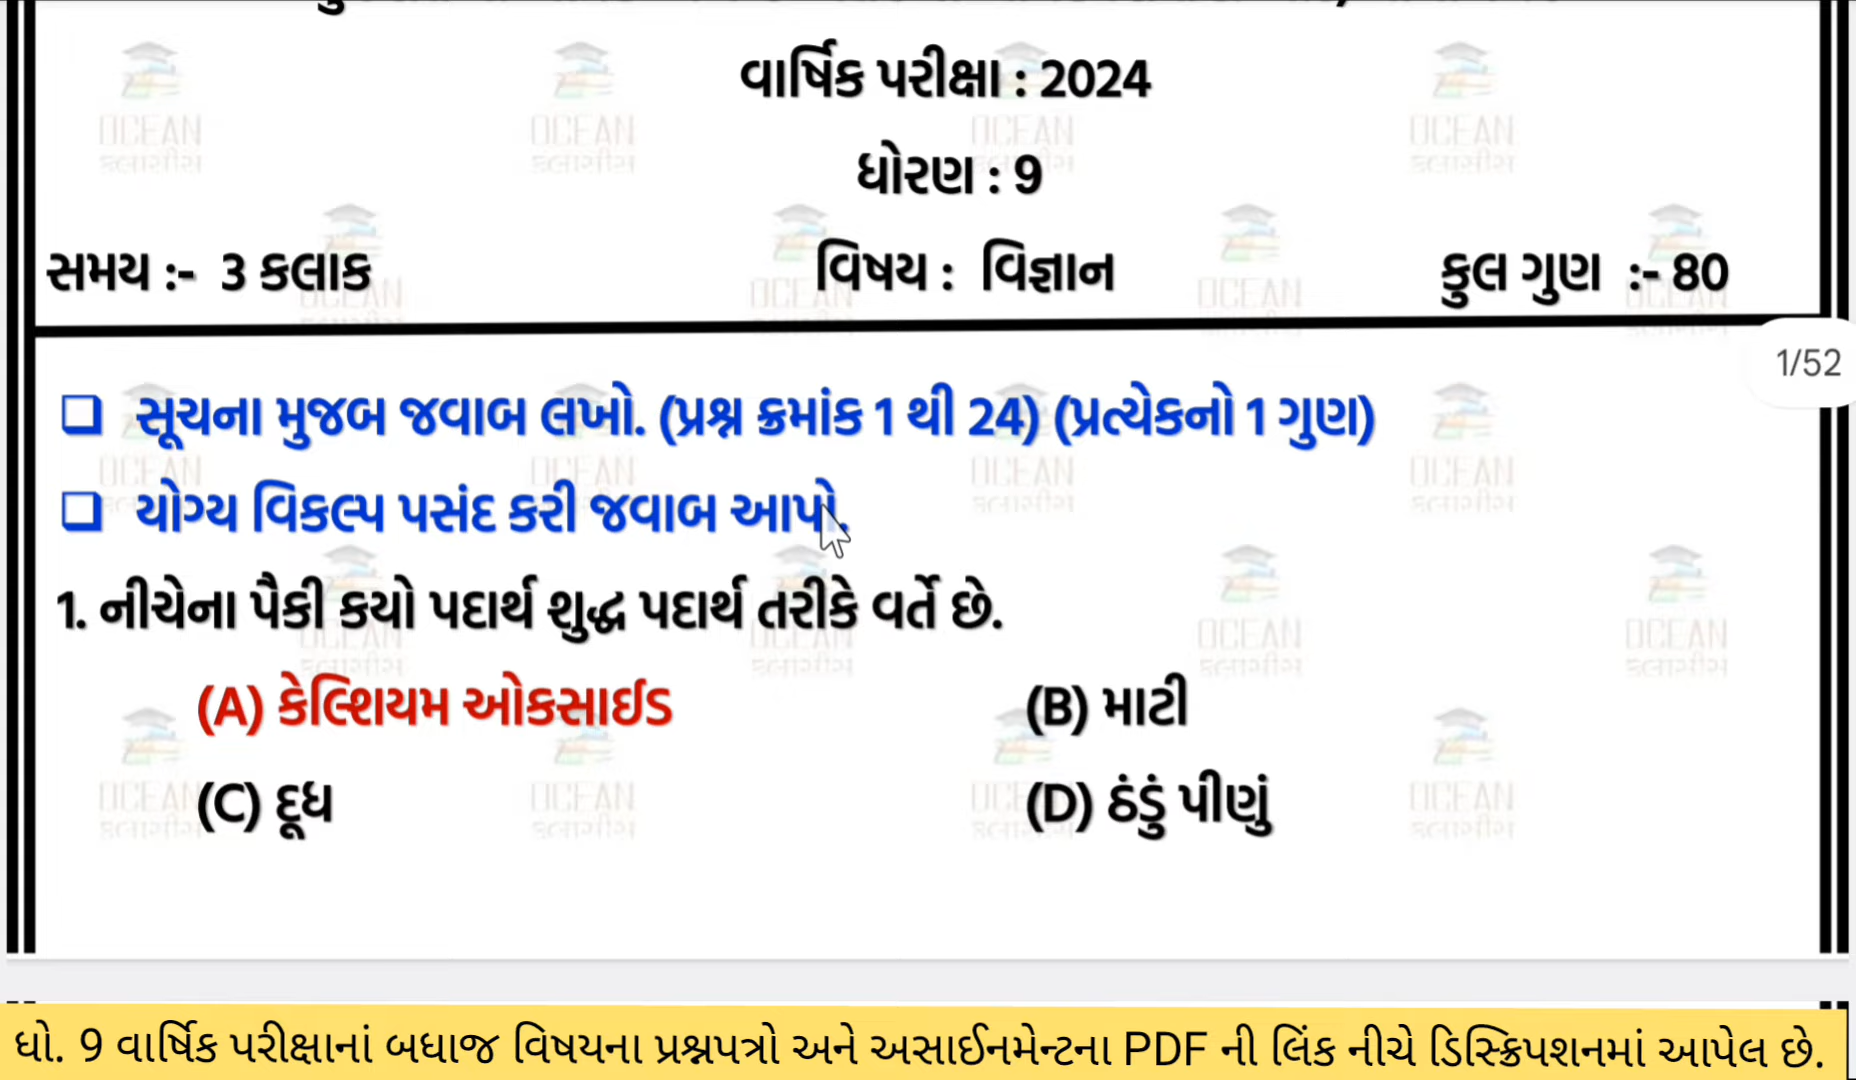 વાર્ષિક પરીક્ષા : 2024
ધોરણ : 9
સમય :- 3 કલાક વિષય : વિજ્ઞાન કુલ ગુણ :- 80
1/52
❑ સૂચના મુજબ જવાબ લખો. (પ્રશ્ન ક્રમાંક 1 થી 24) (પ્રત્યેકનો 1 ગુણ)
❑ યોગ્ય વિકલ્પ પસંદ કરી જવાબ આપો.
1. નીચેના પૈકી કયો પદાર્થ શુદ્ધ પદાર્થ તરીકે વર્તે છે.
(A) કેલ્શિયમ ઓકસાઈડ (B) માટી
(C) દૂધ (D) ઠંડું પીણું
ધો. 9 વાર્ષિક પરીક્ષાનાં બધાજ વિષયના પ્રશ્નપત્રો અને અસાઈનમેન્ટના PDF ની લિંક નીચે ડિસ્ક્રિપશનમાં આપેલ છે.